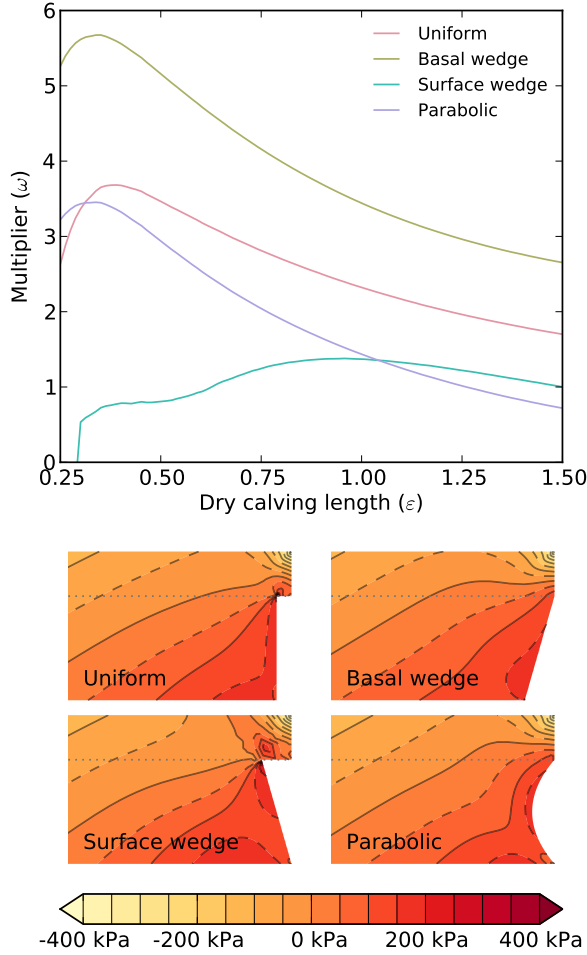 6
5
4
3
2
1
0
Multiplier (ω)
Uniform
Basal wedge
Surface wedge
Parabolic
0.25 0.50 0.75 1.00 1.25 1.50
Dry calving length (ε)
Uniform
Basal wedge
Surface wedge
Parabolic
-400 kPa -200 kPa 0 kPa 200 kPa 400 kPa